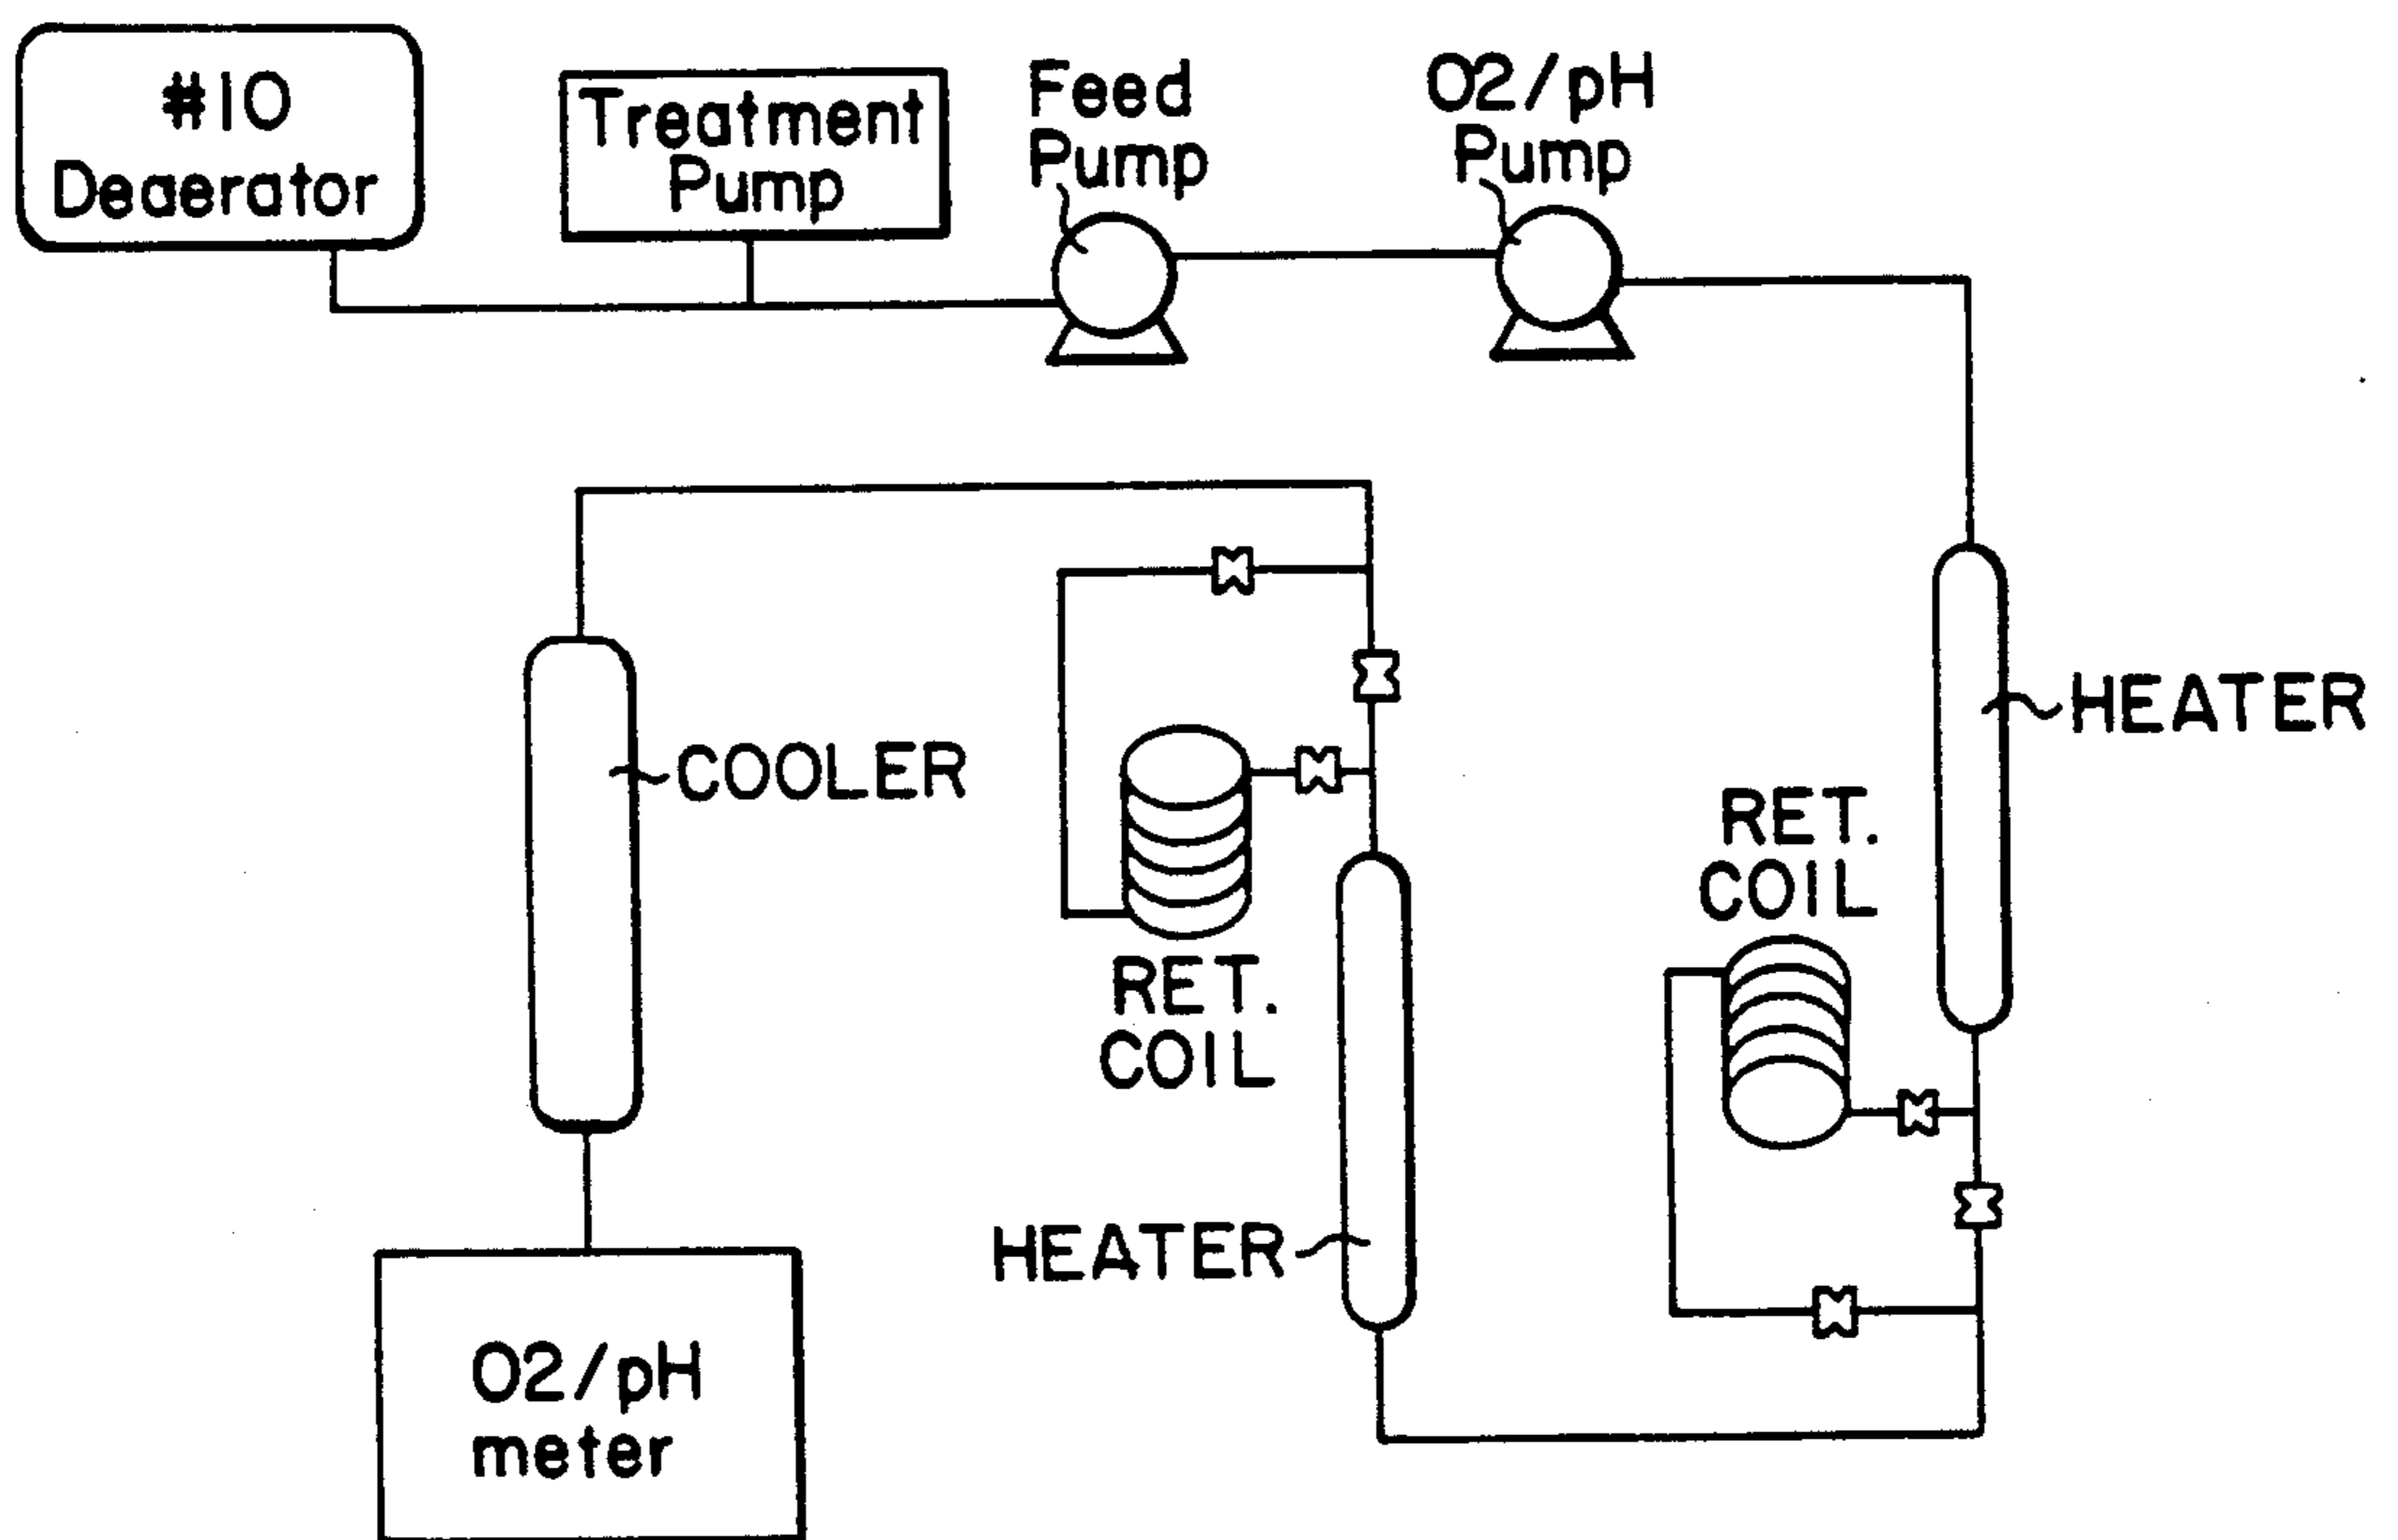 #10
Deaerator
Treatment
Pump
Feed
Pump
O2/pH
Pump
HEATER
COOLER
RET.
COIL
RET.
COIL
HEATER
O2/pH
meter